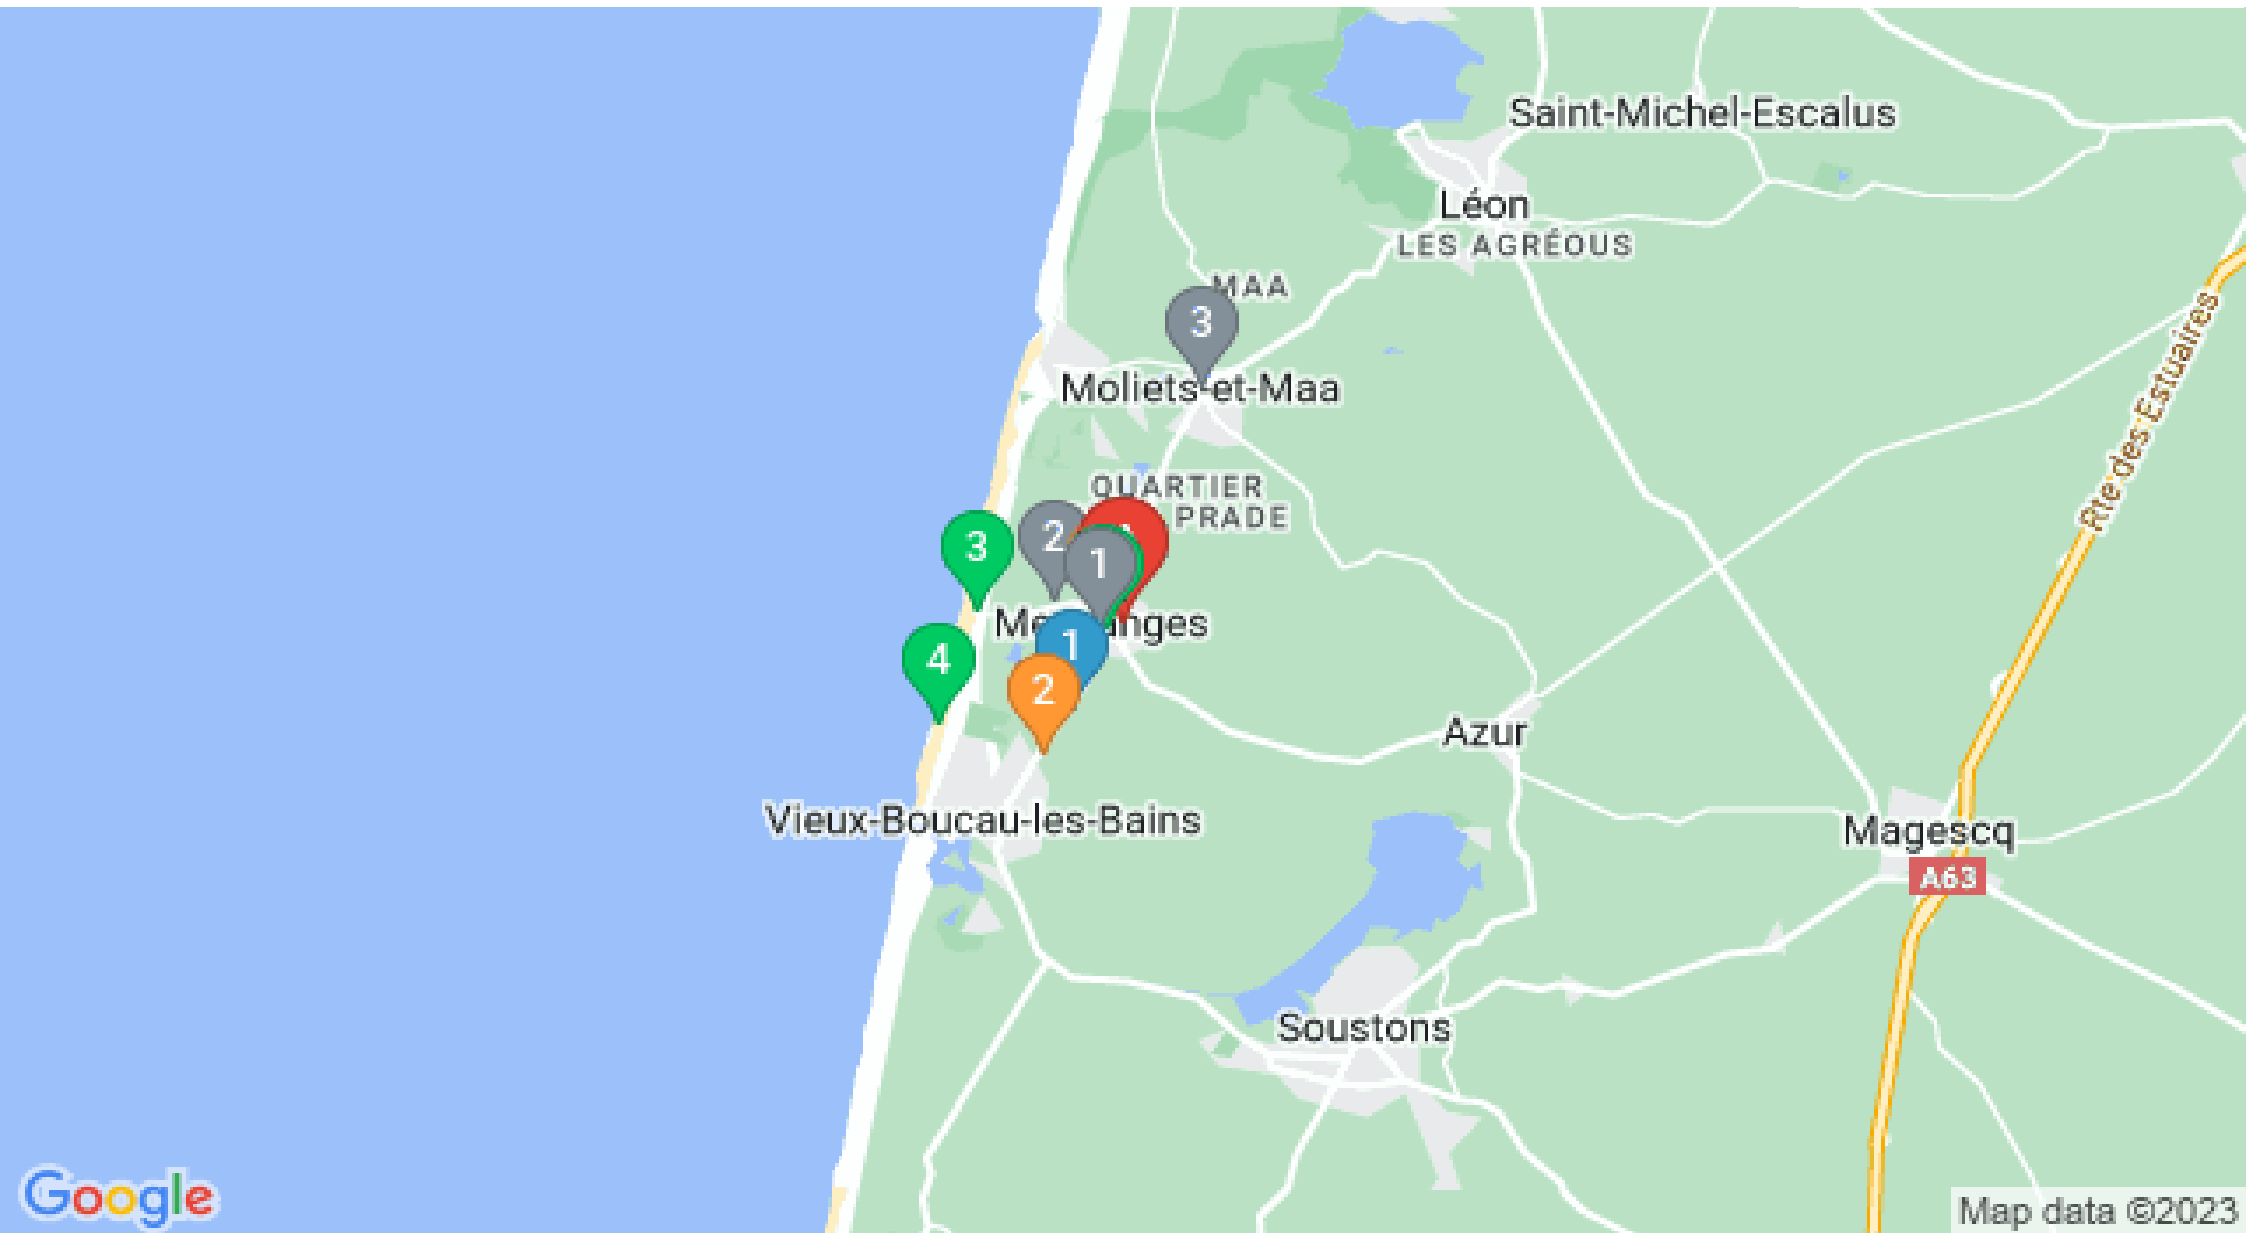 Saint-Michel-Escalus
Léon
LES AGRÉOUS
MAA
3
Rte des Estuaires
Moliets-et-Maa
QUARTIER
PRADE
2
3
1
nges
1
4
2
Azur
Vieux-Boucau-les-Bains
Magescq
A63
Soustons
Google
Map data ©2023